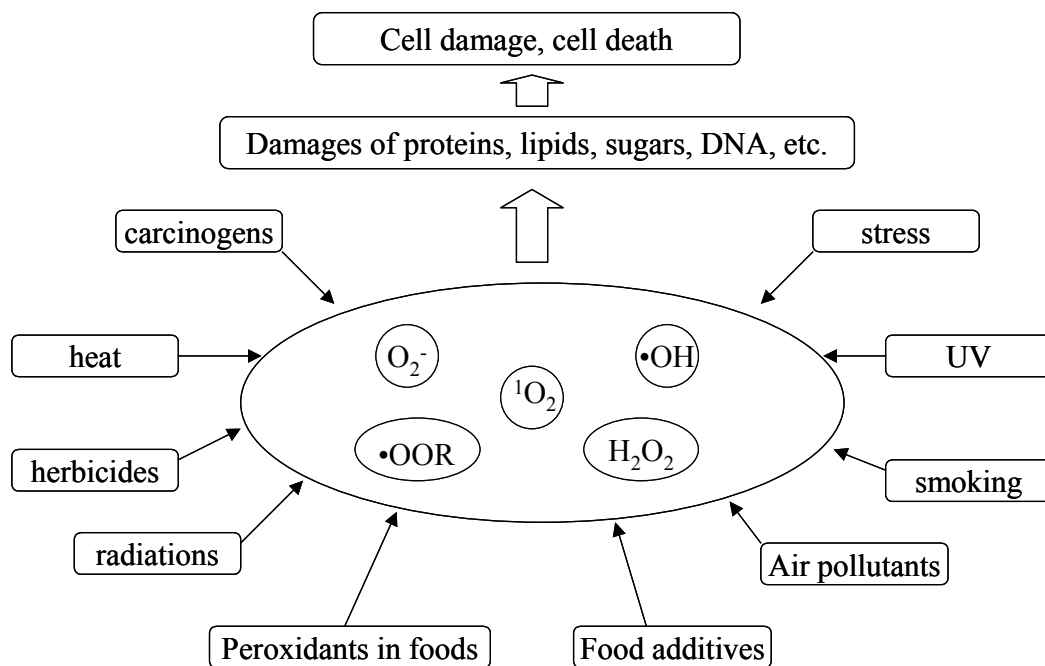 Cell damage, cell death
Damages of proteins, lipids, sugars, DNA, etc.
carcinogens
stress
heat
O₂⁻
•OH
UV
¹O₂
herbicides
•OOR
H₂O₂
smoking
radiations
Air pollutants
Peroxidants in foods
Food additives